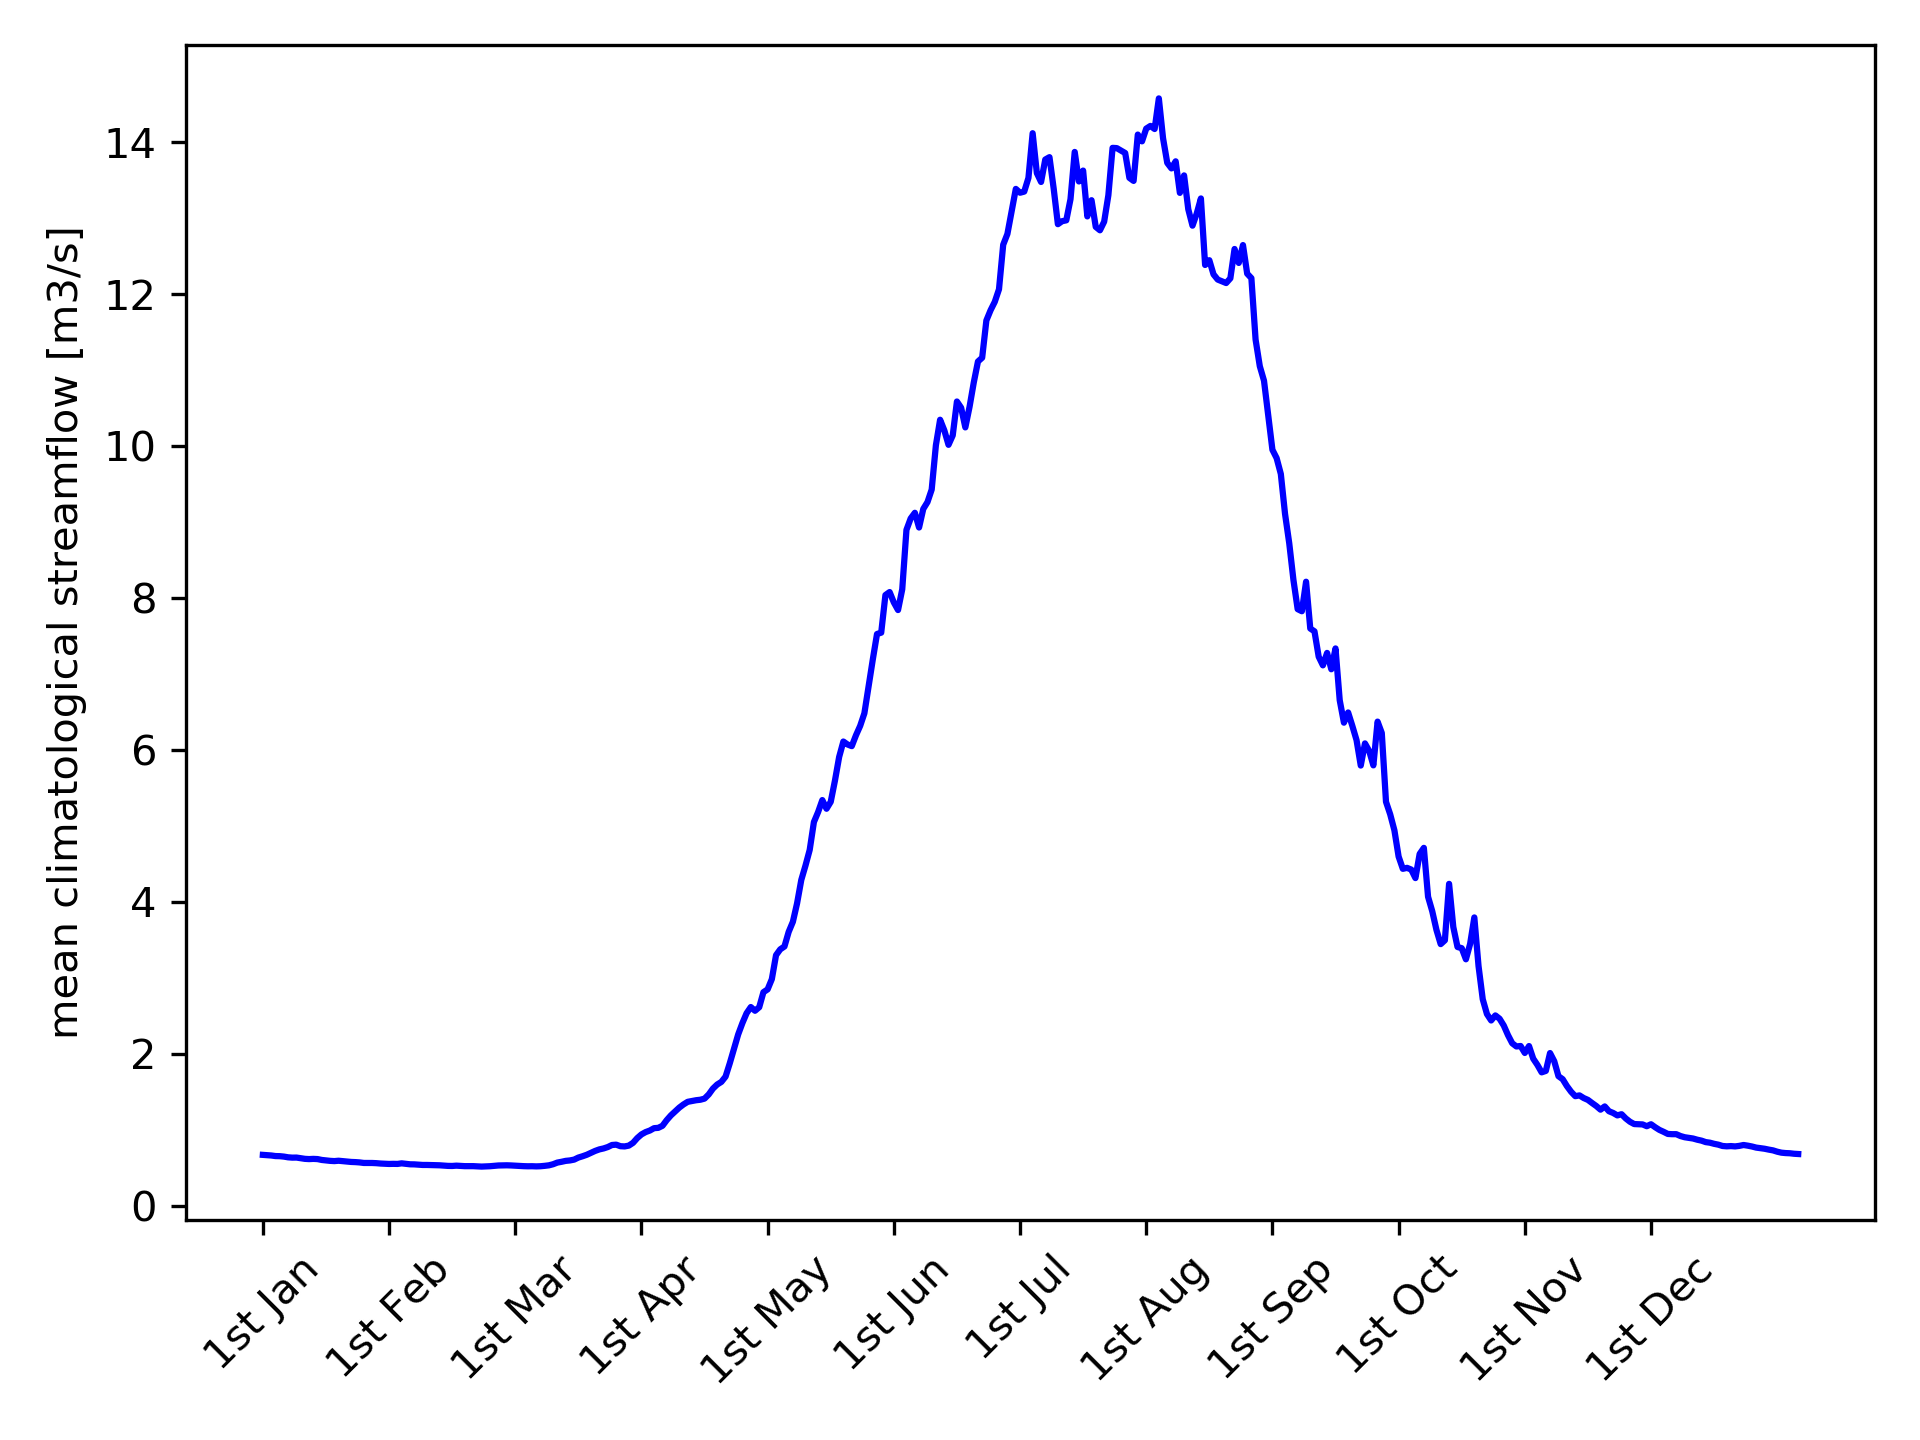 mean climatological streamflow [m3/s]
14
12
10
8
6
4
2
0
1st Jan
1st Feb
1st Mar
1st Apr
1st May
1st Jun
1st Jul
1st Aug
1st Sep
1st Oct
1st Nov
1st Dec